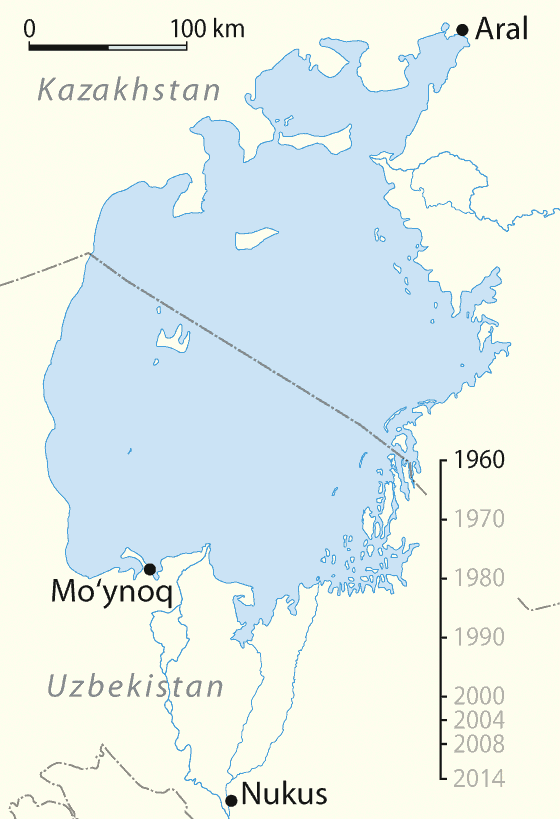 0 100 km
Aral
Kazakhstan
1960
1970
1980
Mo‘ynoq
1990
Uzbekistan
2000
2004
2008
2014
Nukus